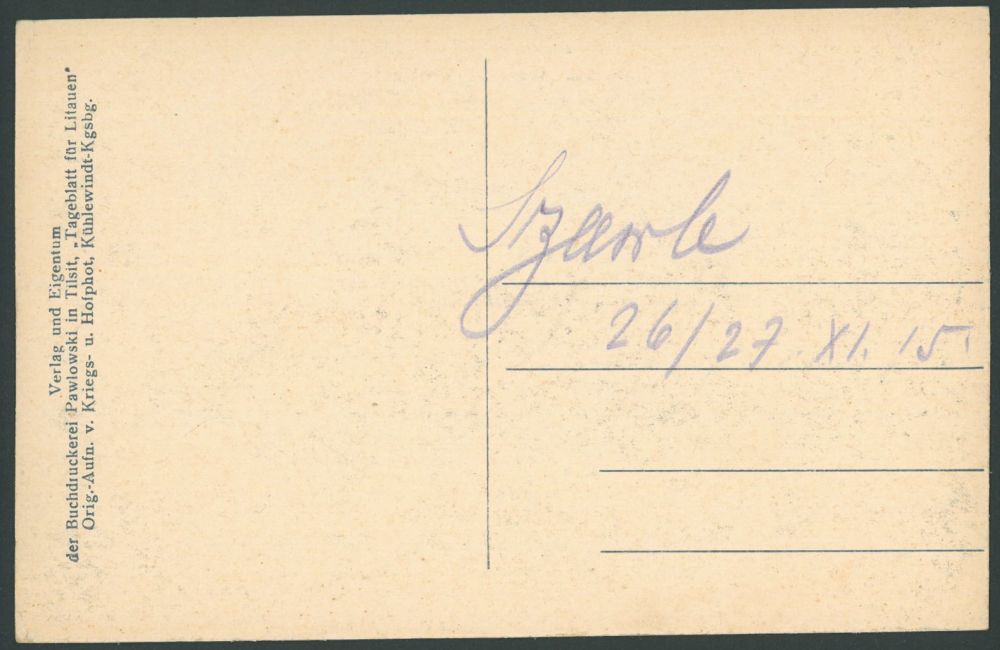 Verlag und Eigentum
der Buchdruckerei Pawlowski in Tilsit, „Tageblatt für Litauen"
Orig.-Aufn. v. Kriegs- u. Hofphot, Kühlewindt-Kgsbg.
Szawle
26/27. XI. 15.